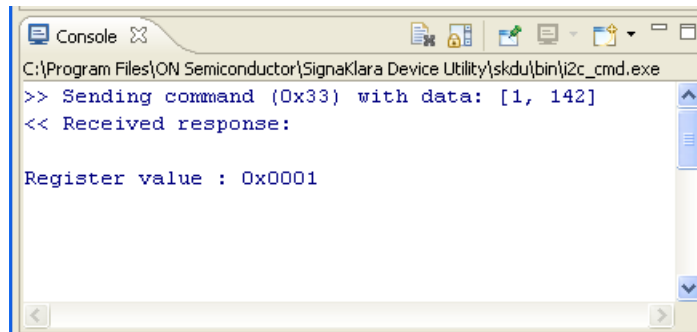 Console
C:\Program Files\ON Semiconductor\SignaKlara Device Utility\skdu\bin\i2c_cmd.exe
>> Sending command (0x33) with data: [1, 142]
<< Received response:
Register value : 0x0001